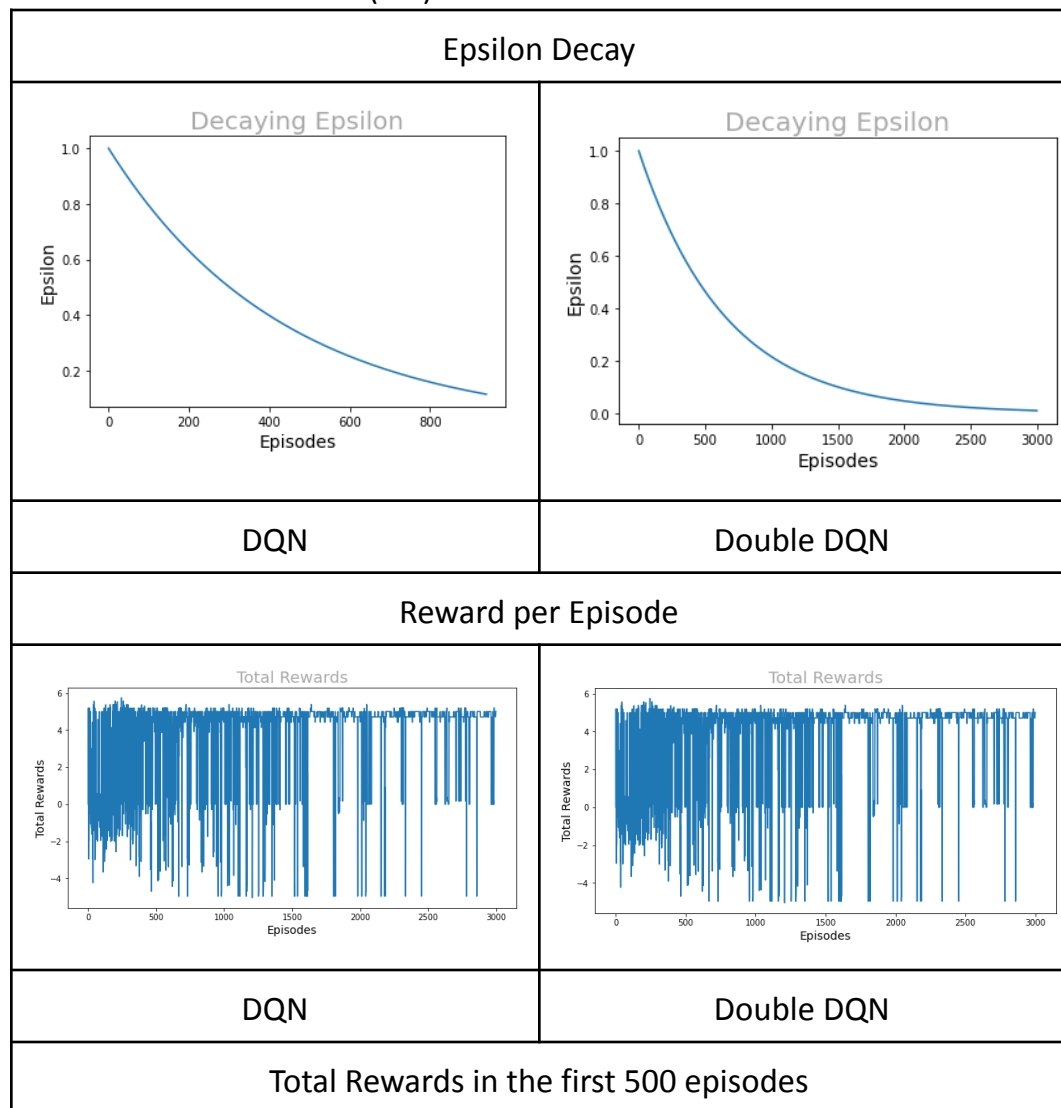 Epsilon Decay
Decaying Epsilon
1.0
0.8
0.6
0.4
0.2
Epsilon
0 200 400 600 800
Episodes
Decaying Epsilon
1.0
0.8
0.6
0.4
0.2
0.0
Epsilon
0 500 1000 1500 2000 2500 3000
Episodes
DQN Double DQN
Reward per Episode
Total Rewards
6
4
2
0
−2
−4
Total Rewards
0 500 1000 1500 2000 2500 3000
Episodes
Total Rewards
6
4
2
0
−2
−4
Total Rewards
0 500 1000 1500 2000 2500 3000
Episodes
DQN Double DQN
Total Rewards in the first 500 episodes